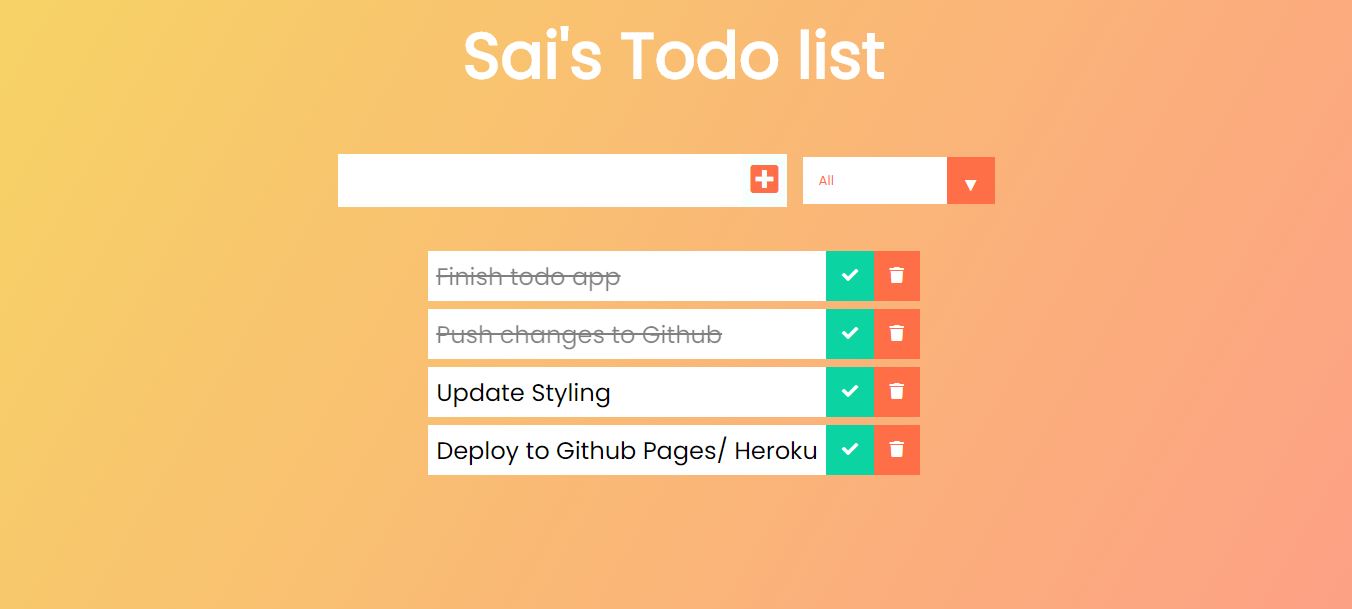 Sai's Todo list
All
Finish todo app
Push changes to Github
Update Styling
Deploy to Github Pages/ Heroku